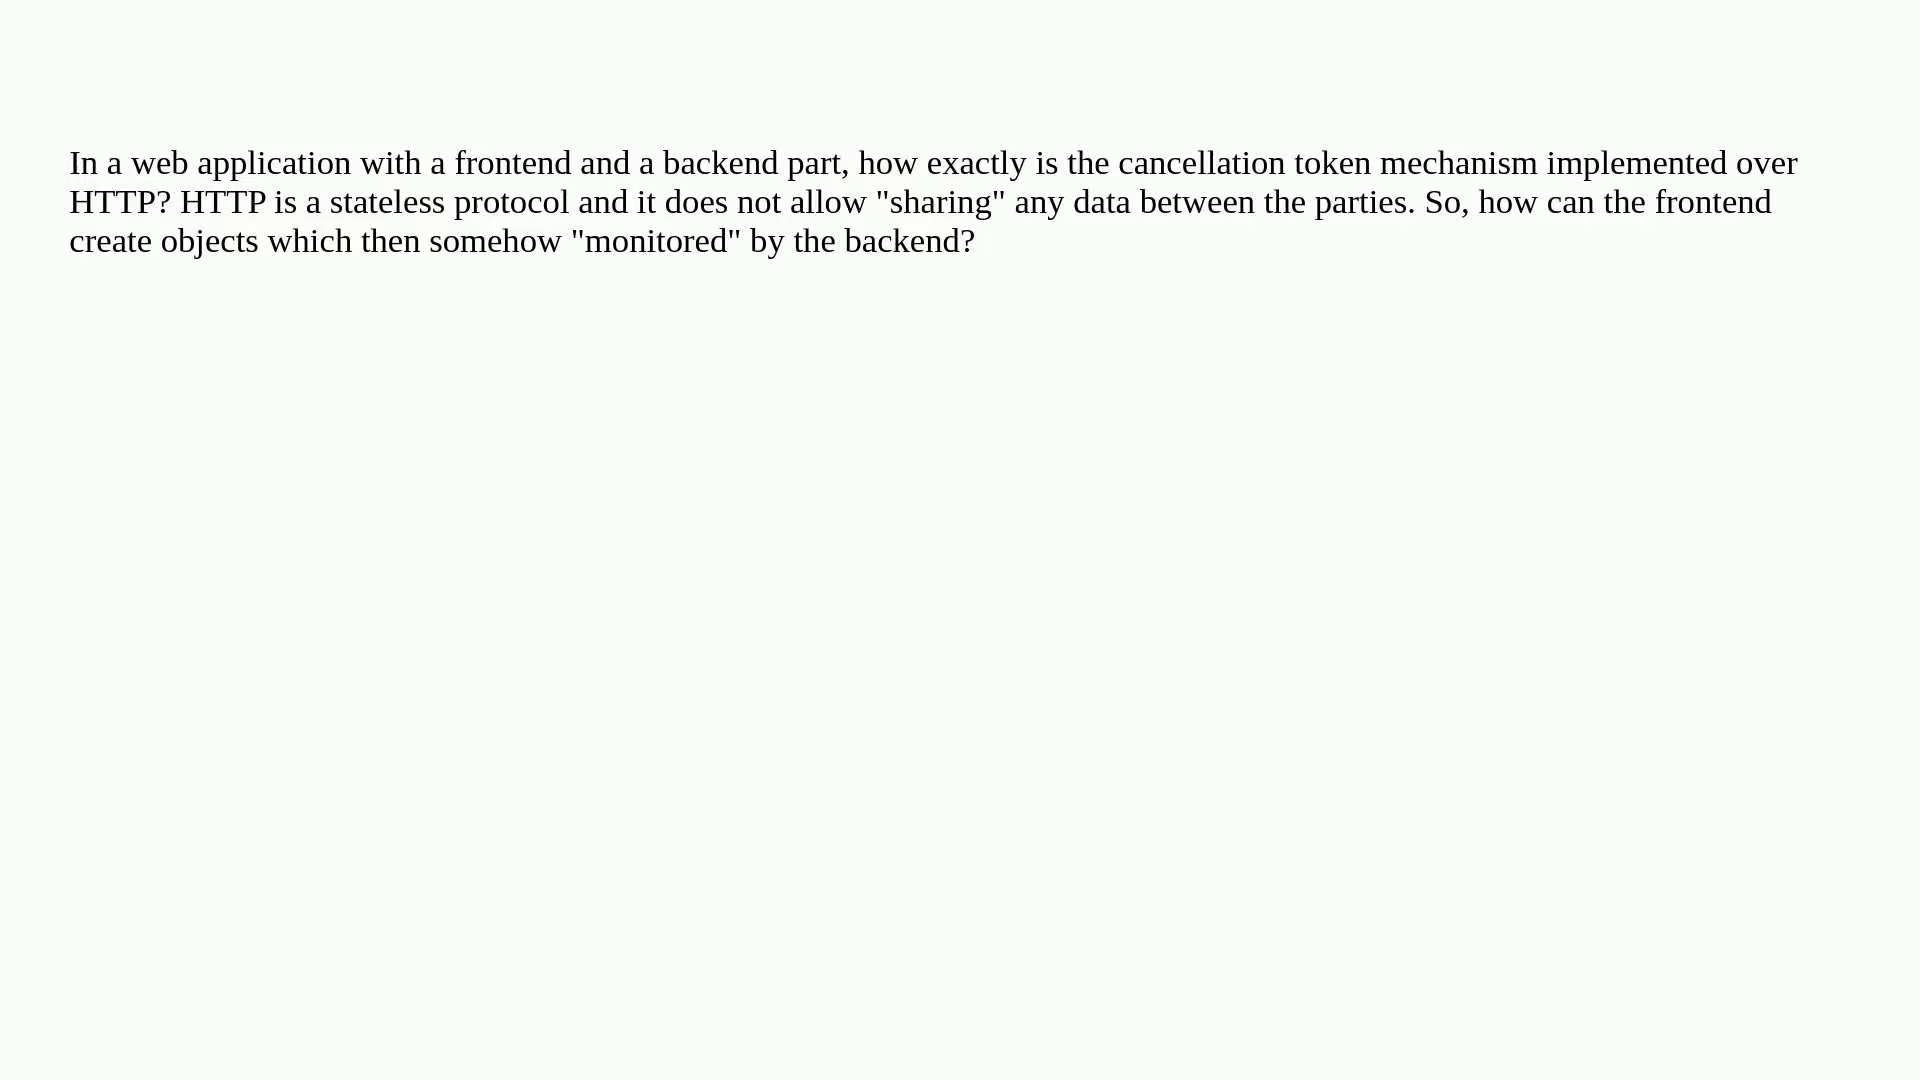 In a web application with a frontend and a backend part, how exactly is the cancellation token mechanism implemented over
HTTP? HTTP is a stateless protocol and it does not allow "sharing" any data between the parties. So, how can the frontend
create objects which then somehow "monitored" by the backend?